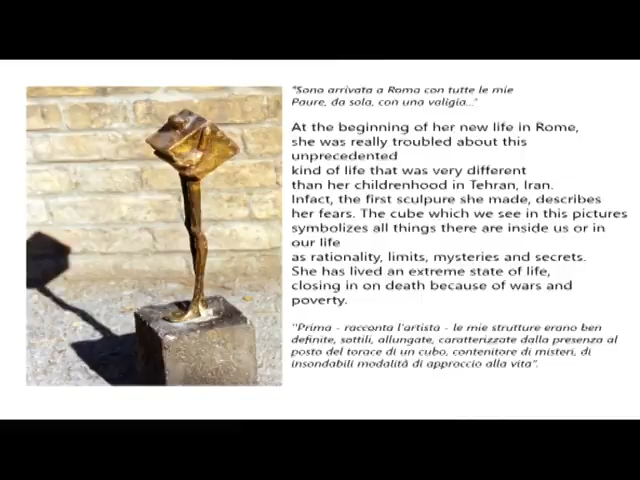 "Sono arrivata a Roma con tutte le mie
Paure, da sola, con una valigia..."
At the beginning of her new life in Rome,
she was really troubled about this
unprecedented
kind of life that was very different
than her childrenhood in Tehran, Iran.
Infact, the first sculpure she made, describes
her fears. The cube which we see in this pictures
symbolizes all things there are inside us or in
our life
as rationality, limits, mysteries and secrets.
She has lived an extreme state of life,
closing in on death because of wars and
poverty.
"Prima - racconta l'artista - le mie strutture erano ben
definite, sottili, allungate, caratterizzate dalla presenza al
posto del torace di un cubo, contenitore di misteri, di
insondabili modalità di approccio alla vita".